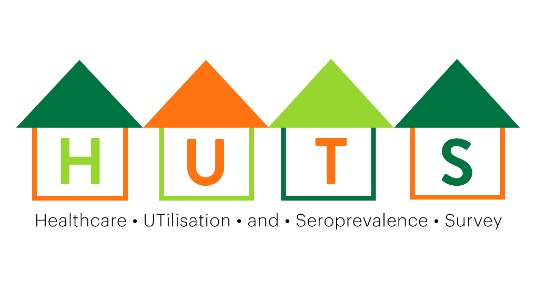 HUTS
Healthcare • UTilisation • and • Seroprevalence • Survey